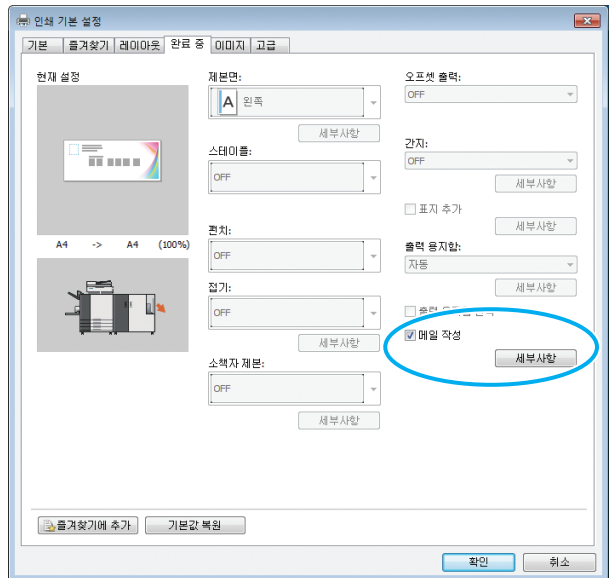 인쇄 기본 설정
기본 즐겨찾기 레이아웃 완료 중 이미지 고급
현재 설정
A4 -> A4 (100%)
제본면:
A 왼쪽
세부사항
스테이플:
OFF
펀치:
OFF
접기:
OFF
세부사항
소책자 제본:
OFF
세부사항
오프셋 출력:
OFF
간지:
OFF
세부사항
표지 추가
세부사항
출력 용지함:
자동
세부사항
메일 작성
세부사항
즐겨찾기에 추가 기본값 복원
확인 취소